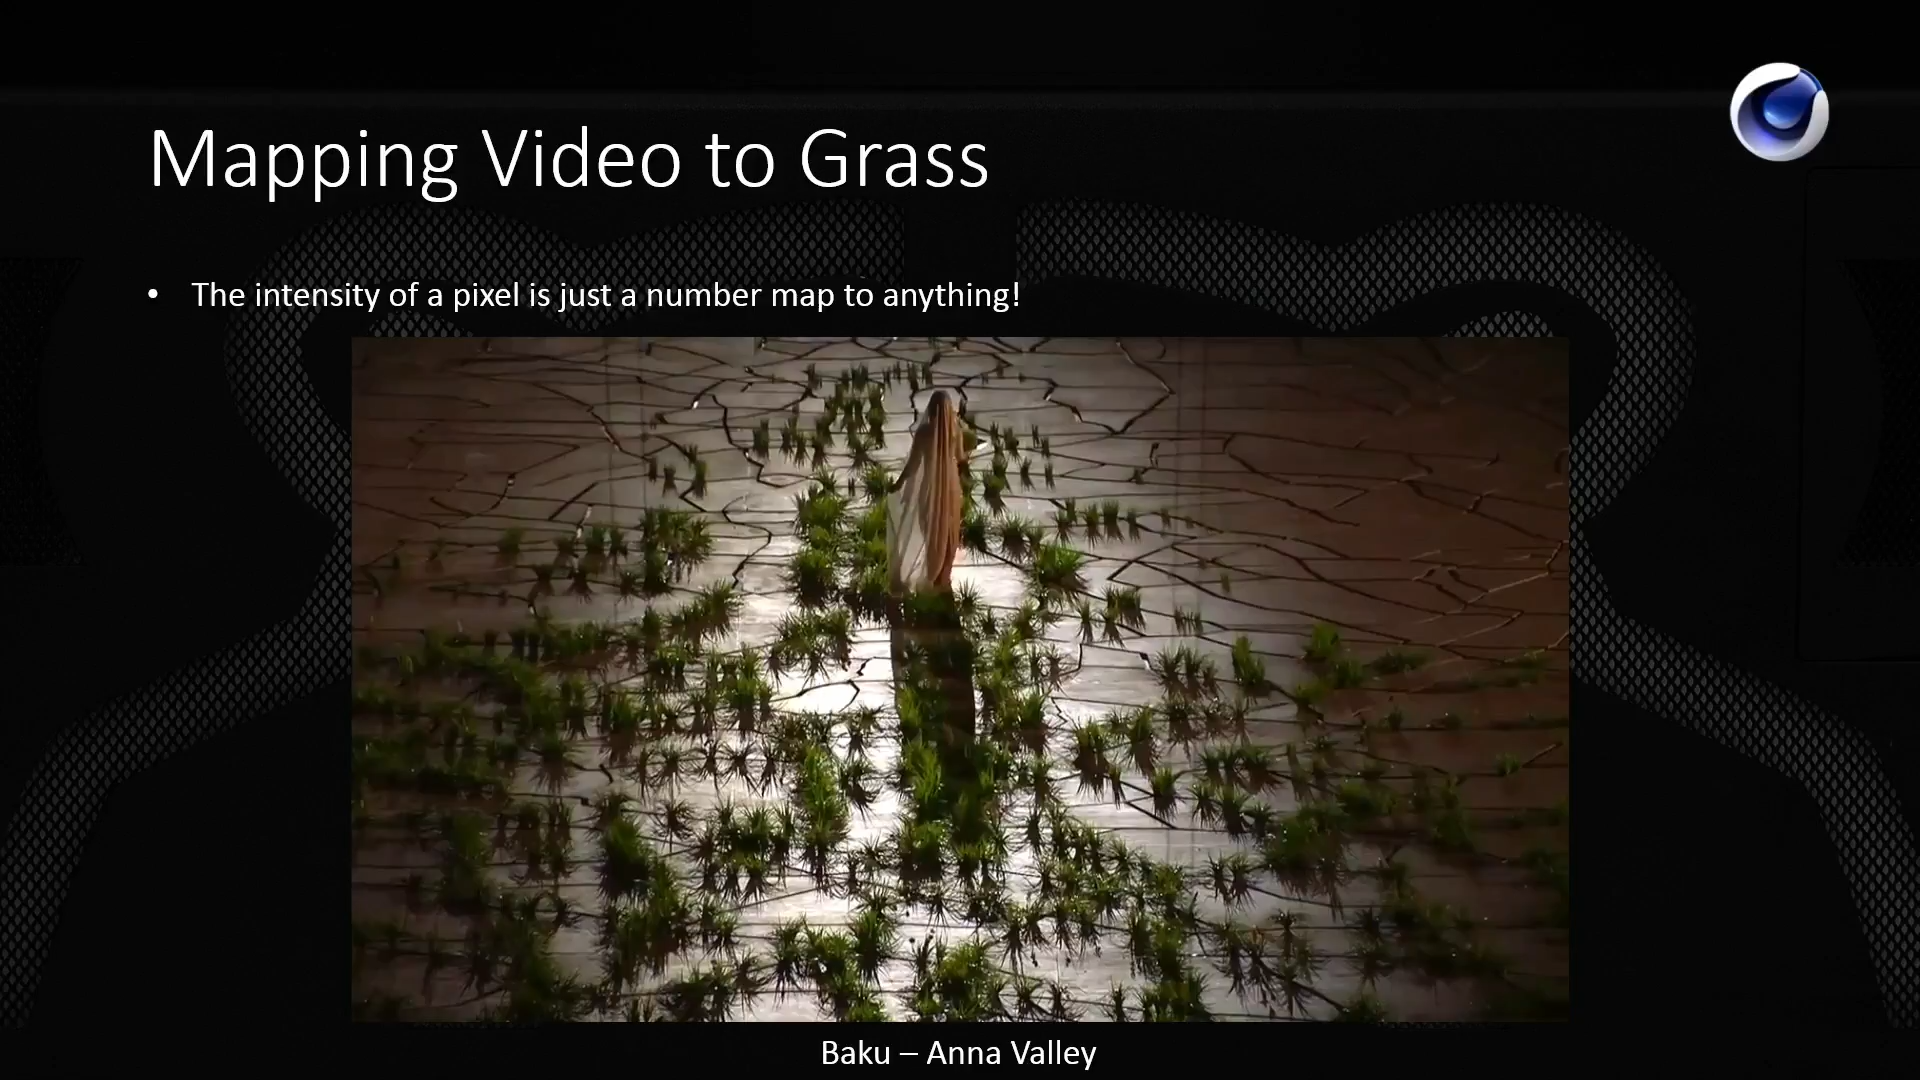 Mapping Video to Grass
• The intensity of a pixel is just a number map to anything!
Baku – Anna Valley